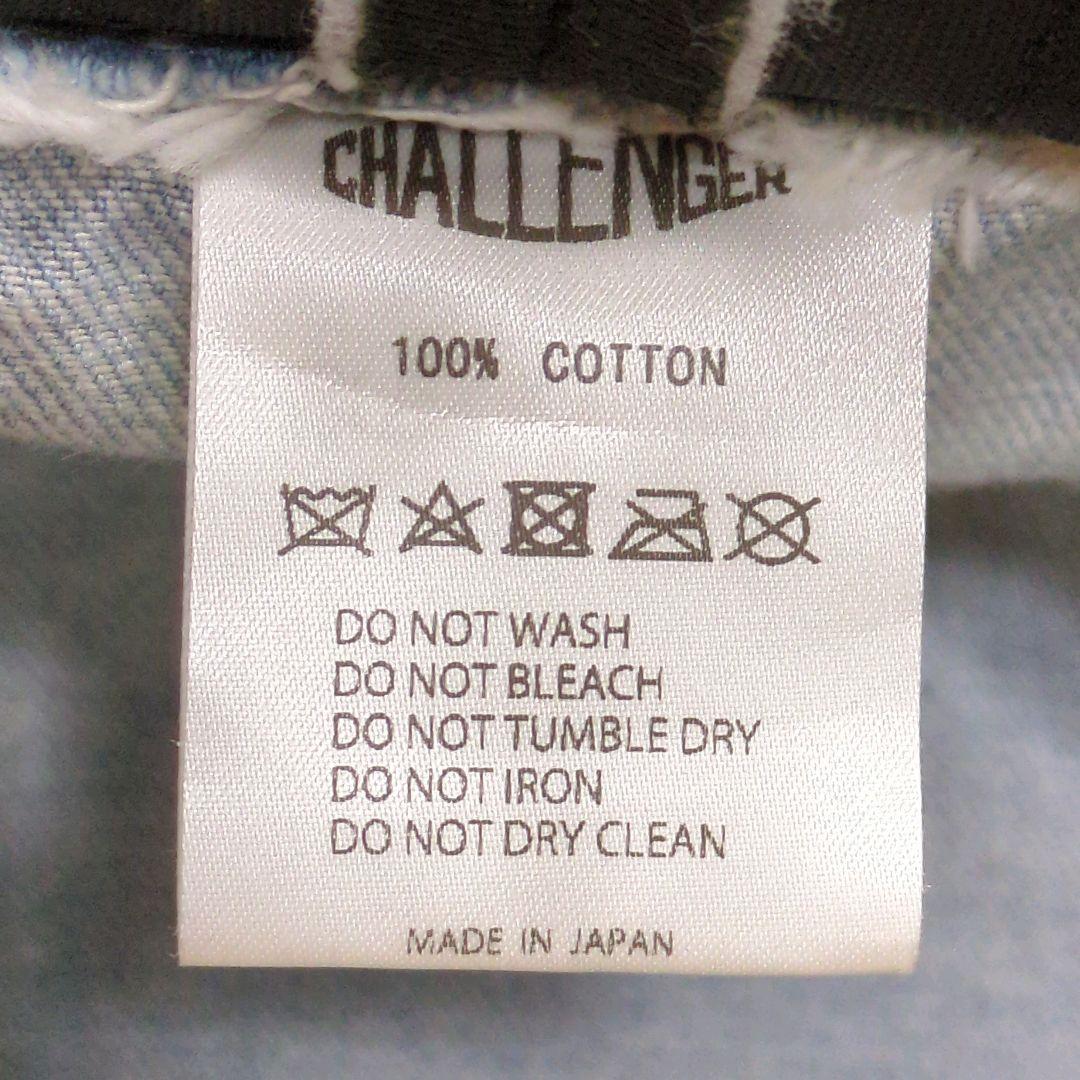 CHALLENGER
100% COTTON
DO NOT WASH
DO NOT BLEACH
DO NOT TUMBLE DRY
DO NOT IRON
DO NOT DRY CLEAN
MADE IN JAPAN